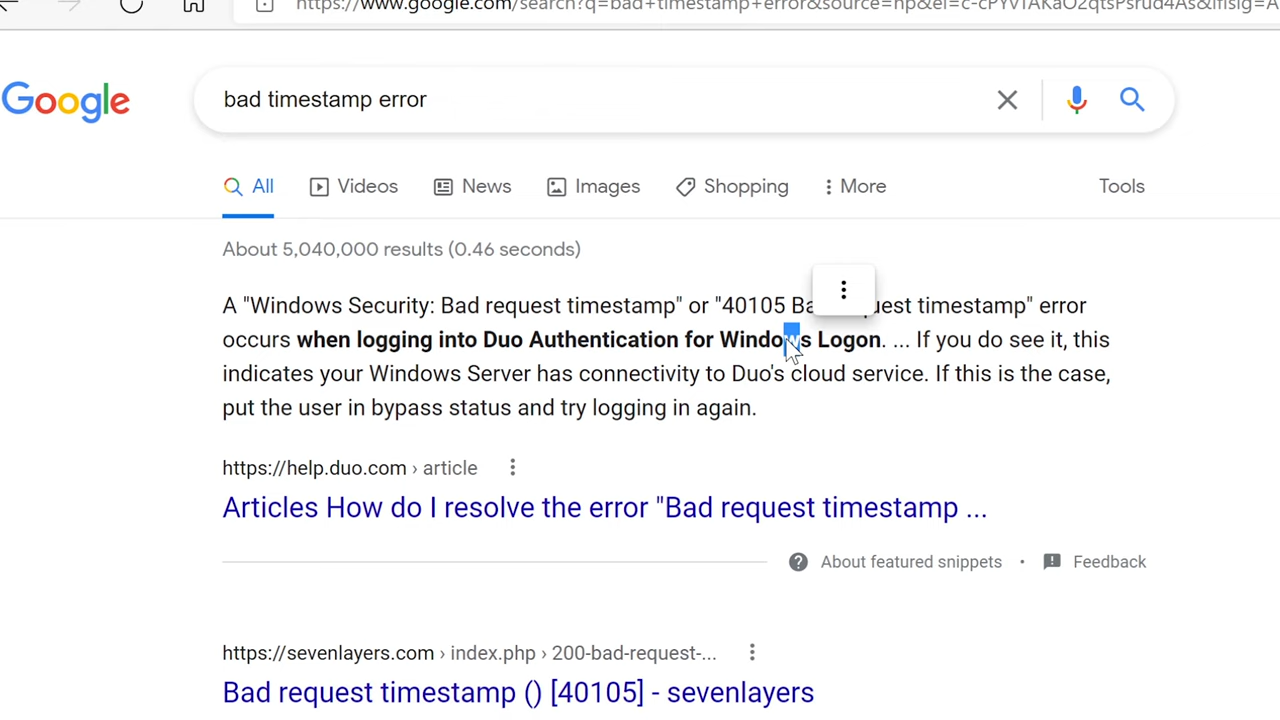 https://www.google.com/search?q=bad+timestamp+error&source=hp&ei=
Google
bad timestamp error
All
Videos
News
Images
Shopping
More
Tools
About 5,040,000 results (0.46 seconds)
A "Windows Security: Bad request timestamp" or "40105 Ba uest timestamp" error
occurs when logging into Duo Authentication for Windows Logon. ... If you do see it, this
indicates your Windows Server has connectivity to Duo's cloud service. If this is the case,
put the user in bypass status and try logging in again.
https://help.duo.com › article
Articles How do I resolve the error "Bad request timestamp ...
About featured snippets • Feedback
https://sevenlayers.com › index.php › 200-bad-request-...
Bad request timestamp () [40105] - sevenlayers